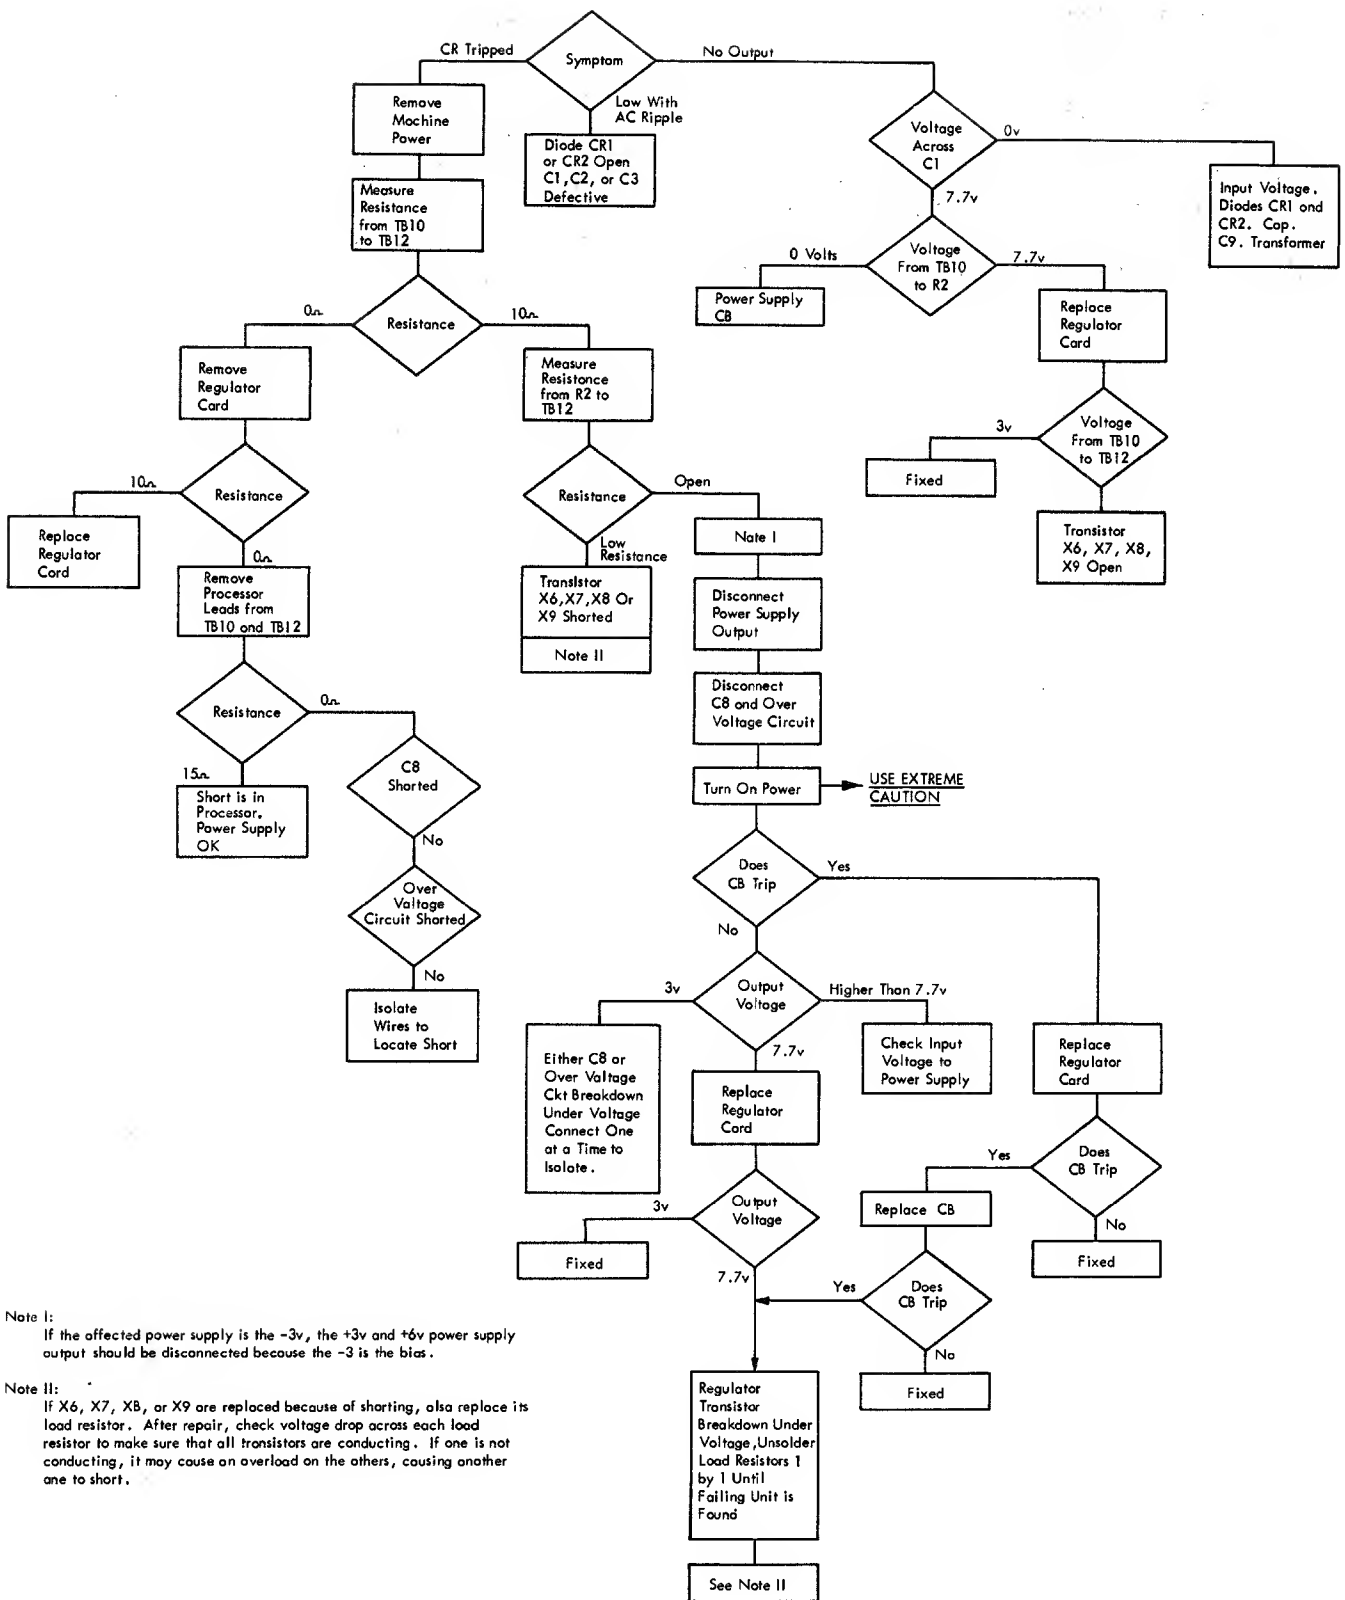 CR Tripped
Symptom
No Output
Low With
AC Ripple
Remove
Machine
Power
Diode CR1
or CR2 Open
C1, C2, or C3
Defective
Voltage
Across
C1
0v
7.7v
Input Voltage.
Diodes CR1 and
CR2. Cap.
C9. Transformer
Measure
Resistance
from TB10
to TB12
Voltage
From TB10
to R2
0 Volts
7.7v
Power Supply
CB
Replace
Regulator
Card
Resistance
0Ω
10Ω
Remove
Regulator
Card
Measure
Resistance
from R2 to
TB12
Voltage
From TB10
to TB12
3v
Fixed
Transistor
X6, X7, X8,
X9 Open
Resistance
10Ω
0Ω
Replace
Regulator
Card
Resistance
Open
Low
Resistance
Transistor
X6,X7,X8 Or
X9 Shorted
Note II
Remove
Processor
Leads from
TB10 and TB12
Resistance
0Ω
15Ω
Short is in
Processor.
Power Supply
OK
C8
Shorted
No
Over
Voltage
Circuit Shorted
No
Isolate
Wires to
Locate Short
Note I
Disconnect
Power Supply
Output
Disconnect
C8 and Over
Voltage Circuit
Turn On Power
USE EXTREME
CAUTION
Does
CB Trip
Yes
No
Output
Voltage
3v
Higher Than 7.7v
7.7v
Either C8 or
Over Voltage
Ckt Breakdown
Under Voltage
Connect One
at a Time to
Isolate.
Replace
Regulator
Card
Check Input
Voltage to
Power Supply
Replace
Regulator
Card
Does
CB Trip
Yes
No
Fixed
Replace CB
Output
Voltage
3v
Fixed
7.7v
Does
CB Trip
Yes
No
Fixed
Regulator
Transistor
Breakdown Under
Voltage,Unsolder
Load Resistors 1
by 1 Until
Failing Unit is
Found
See Note II
Note I:
If the affected power supply is the -3v, the +3v and +6v power supply
output should be disconnected because the -3 is the bias.
Note II:
If X6, X7, X8, or X9 are replaced because of shorting, also replace its
load resistor. After repair, check voltage drop across each load
resistor to make sure that all transistors are conducting. If one is not
conducting, it may cause an overload on the others, causing another
one to short.